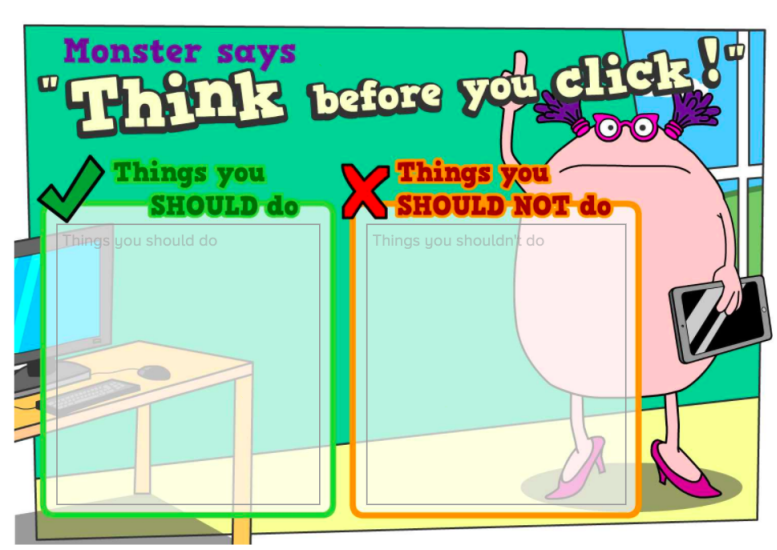 Monster says
"Think before you click!"
Things you
SHOULD do
Things you
SHOULD NOT do
Things you should do
Things you shouldn't do